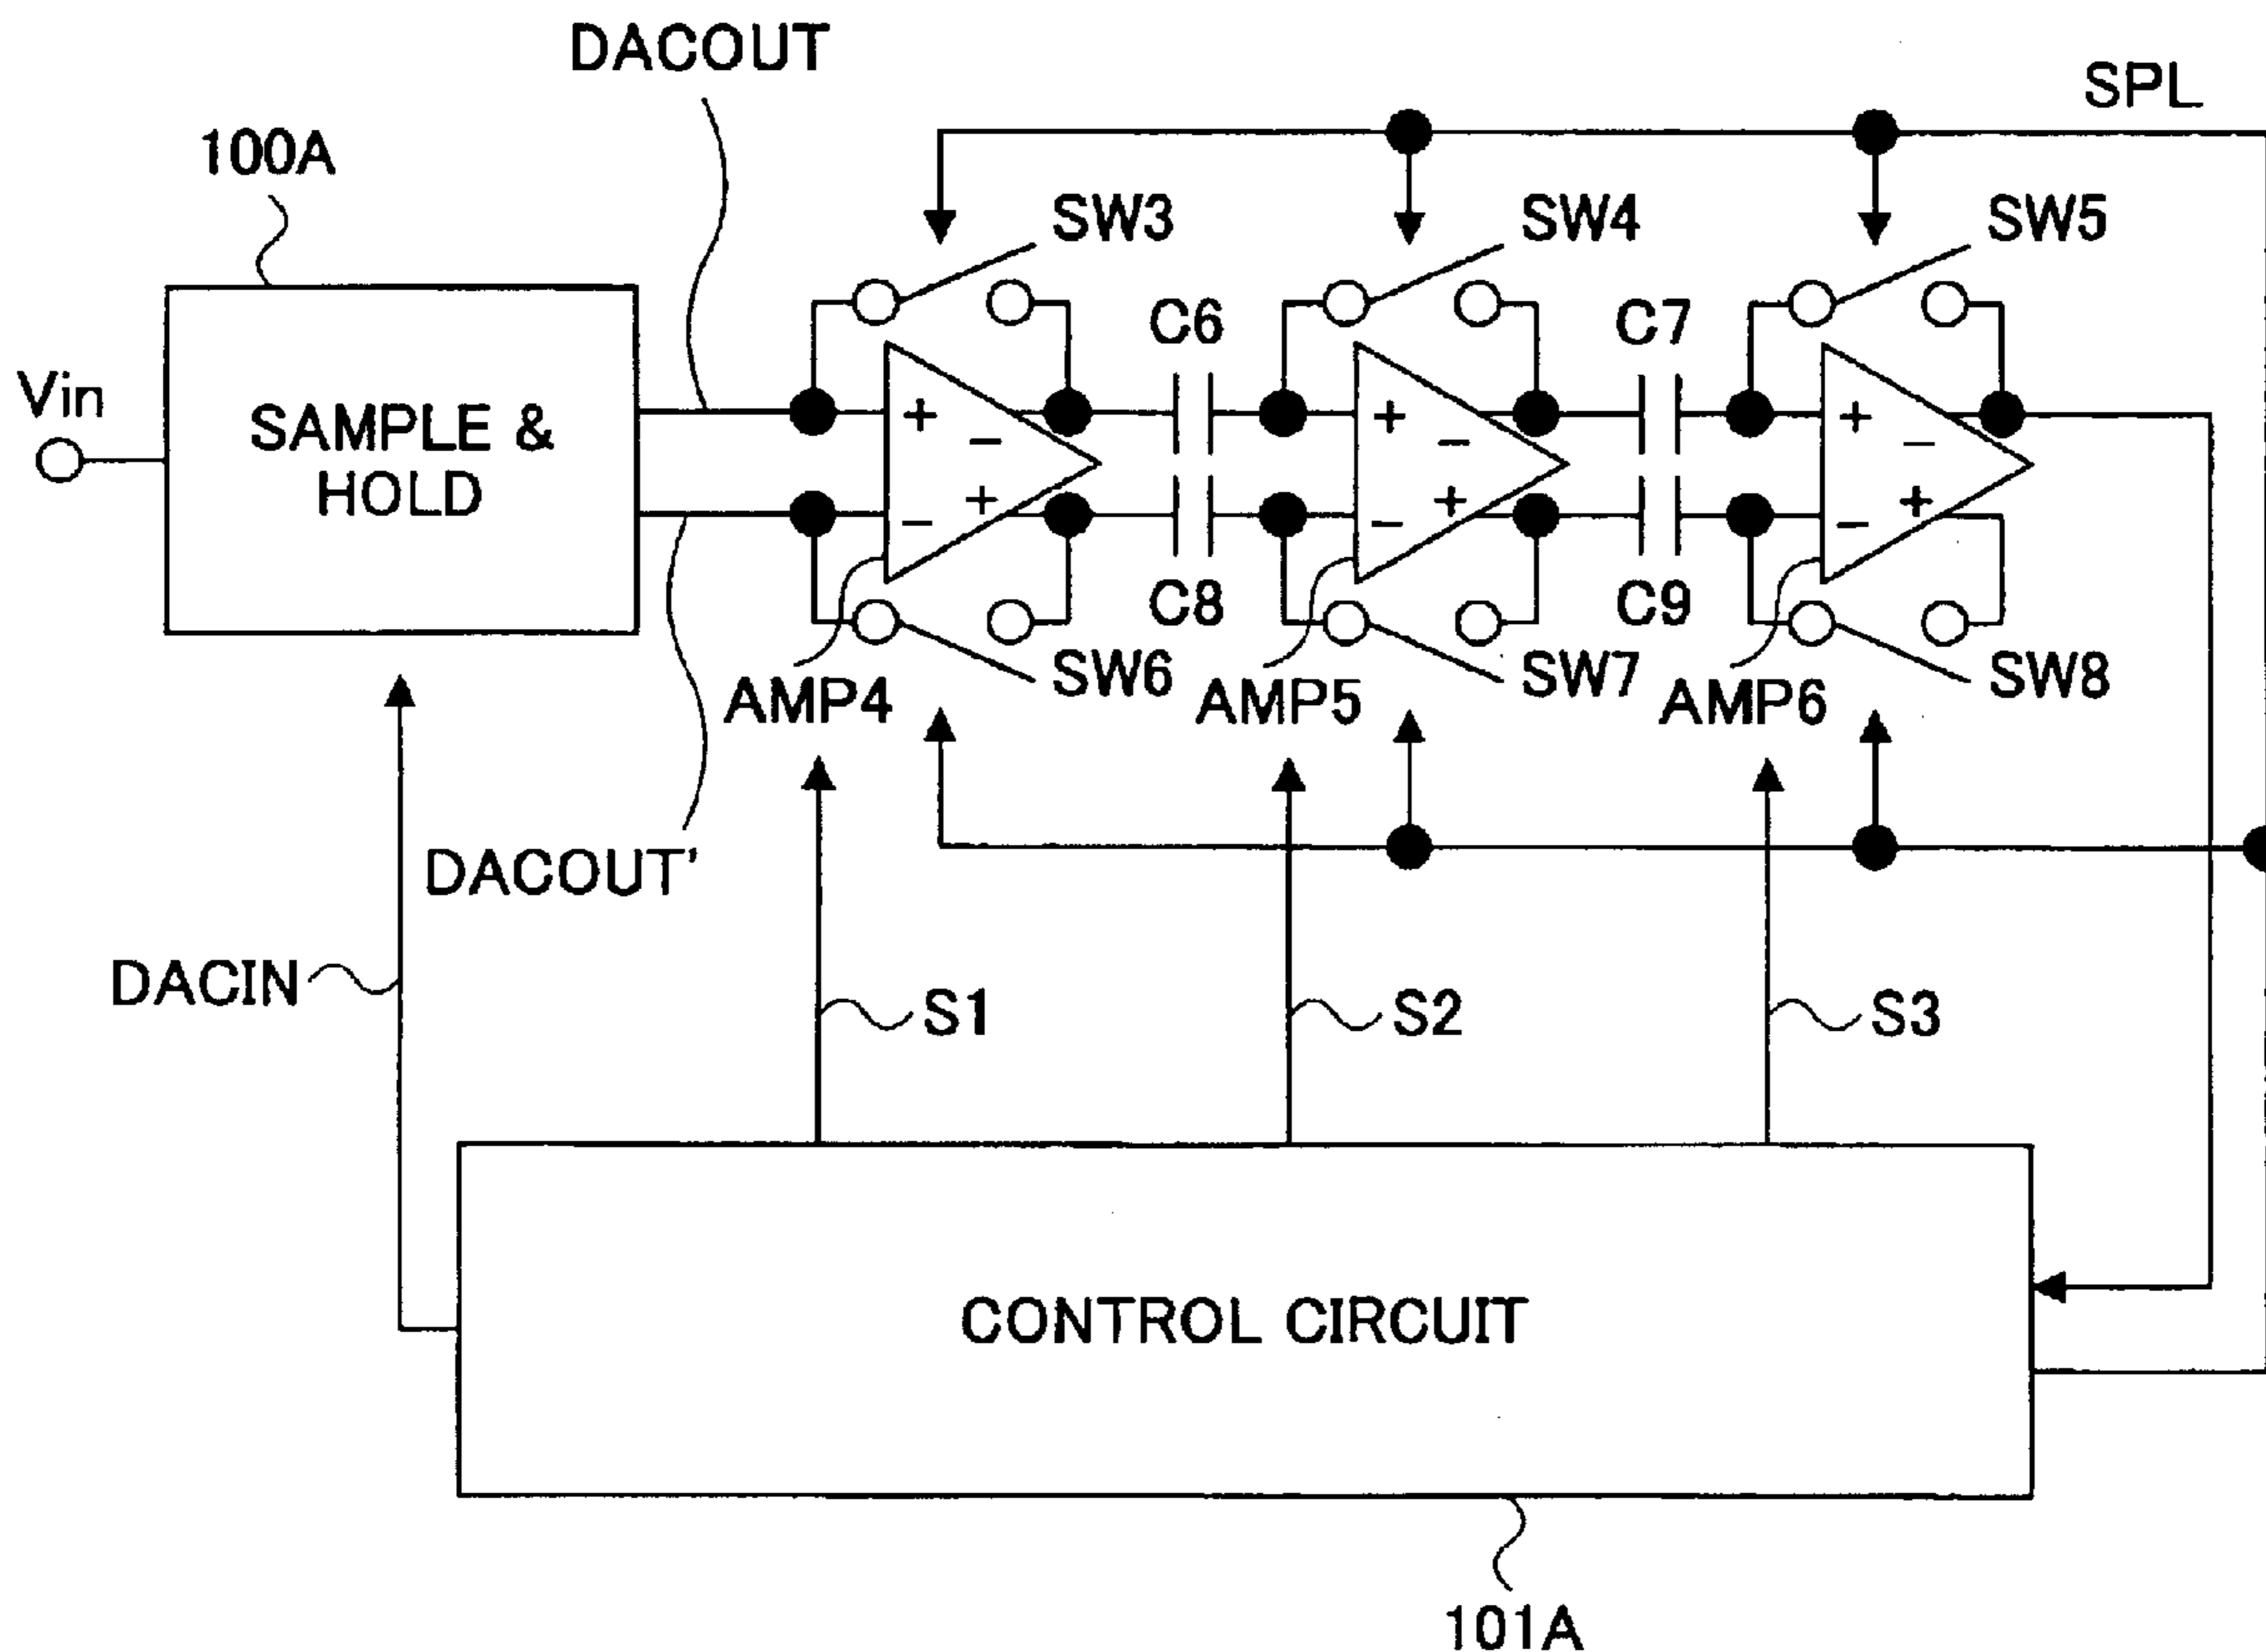 DACOUT
SPL
100A
SW3
SW4
SW5
C6
C7
Vin
SAMPLE &
HOLD
+
−
+
−
+
−
+
−
+
−
+
−
C8
C9
SW6
SW7
SW8
AMP4
AMP5
AMP6
DACOUT'
DACIN
S1
S2
S3
CONTROL CIRCUIT
101A